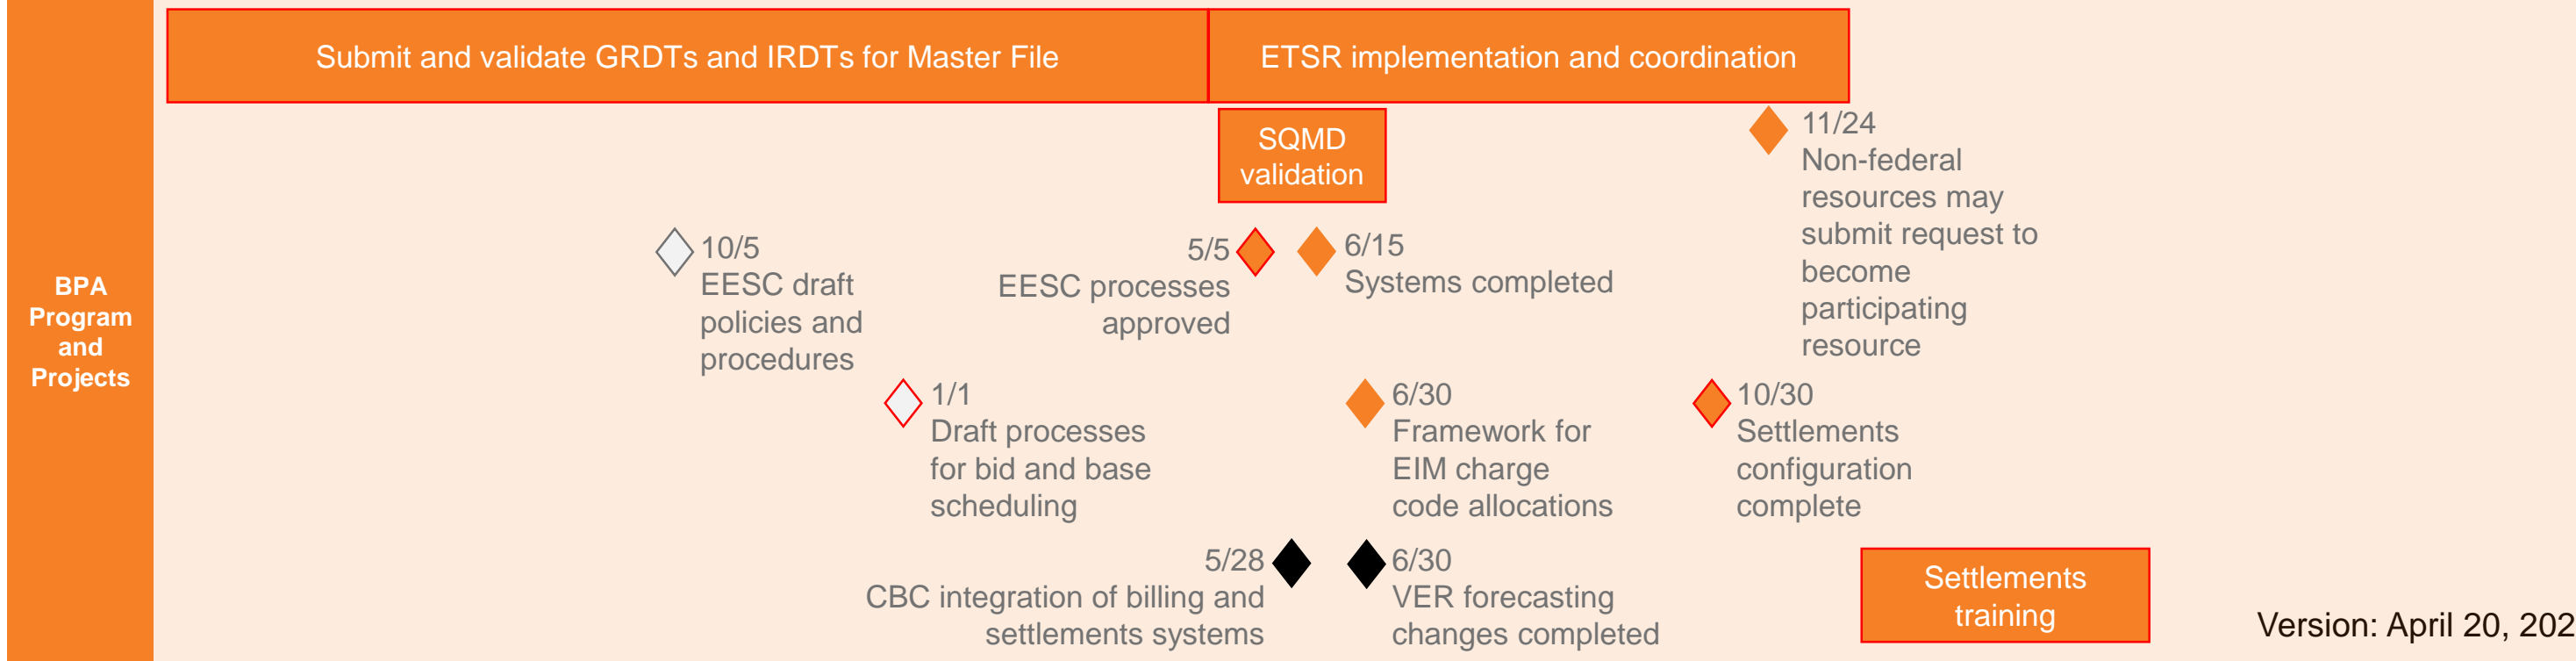 BPA
Program
and
Projects
Submit and validate GRDTs and IRDTs for Master File
ETSR implementation and coordination
SQMD
validation
11/24
Non-federal
resources may
submit request to
become
participating
resource
10/5
EESC draft
policies and
procedures
5/5
EESC processes
approved
6/15
Systems completed
1/1
Draft processes
for bid and base
scheduling
6/30
Framework for
EIM charge
code allocations
10/30
Settlements
configuration
complete
5/28
CBC integration of billing and
settlements systems
6/30
VER forecasting
changes completed
Settlements
training
Version: April 20, 202